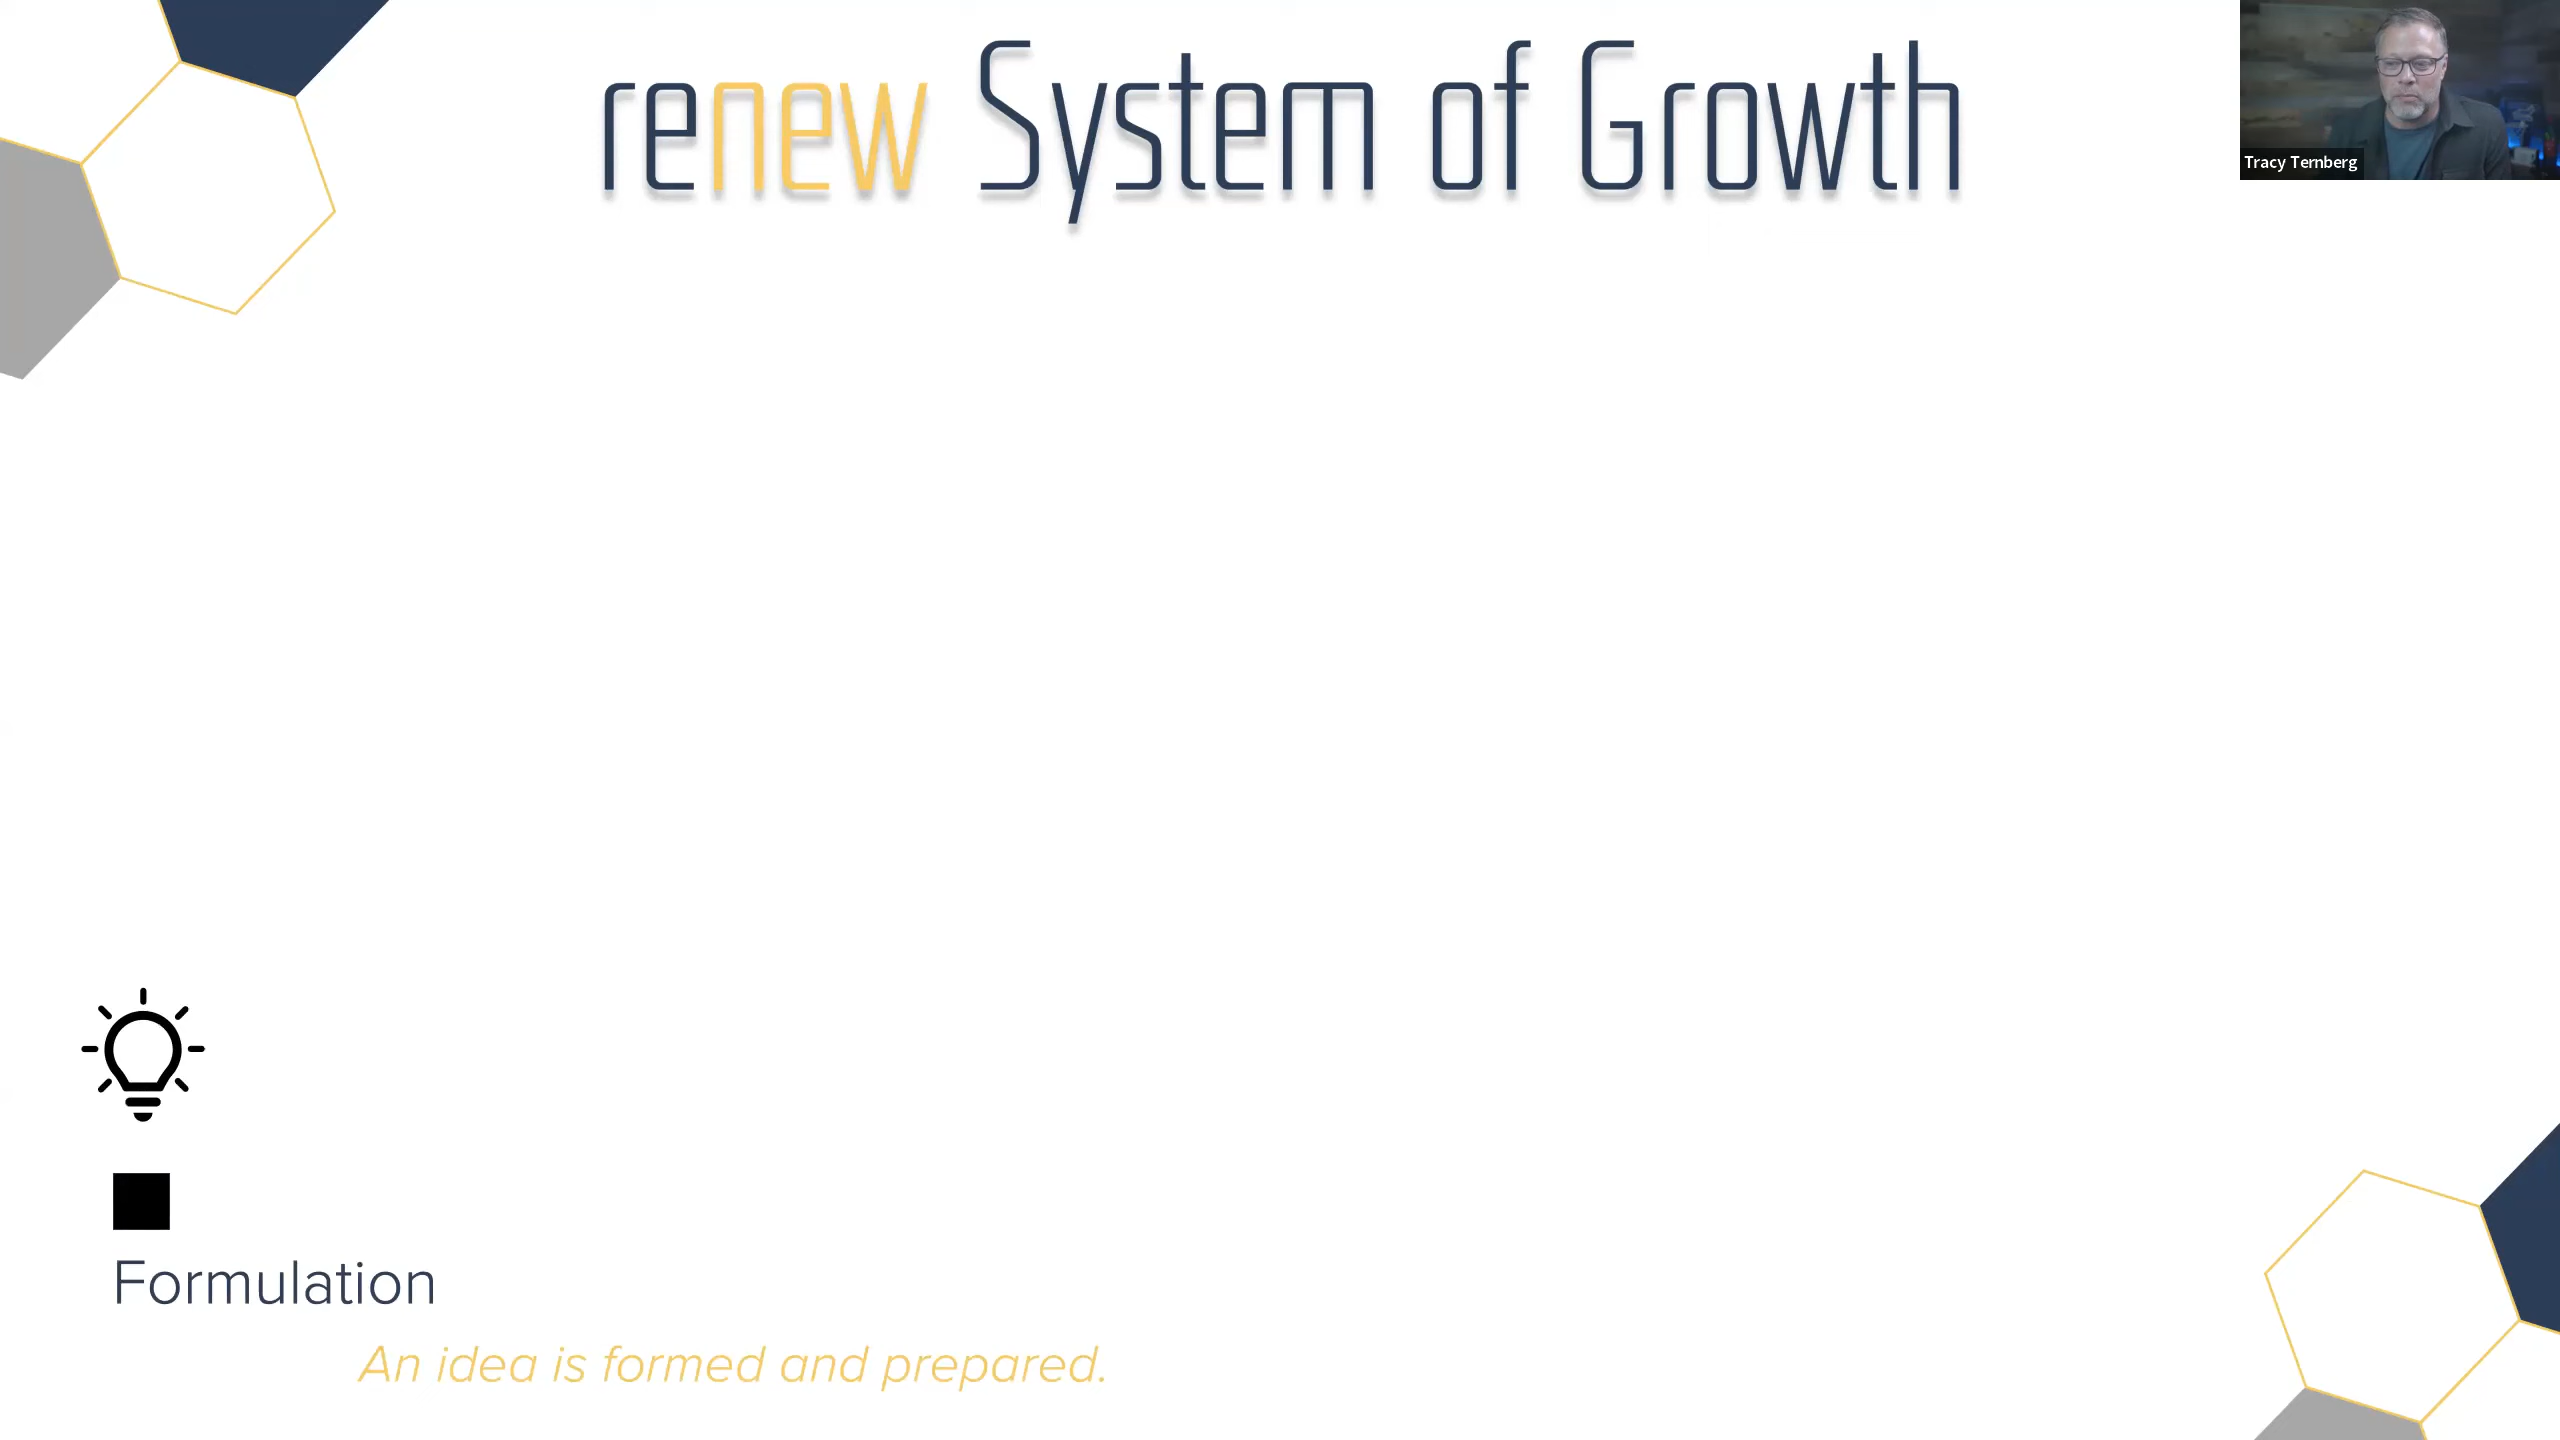 renew System of Growth
Tracy Ternberg
Formulation
An idea is formed and prepared.